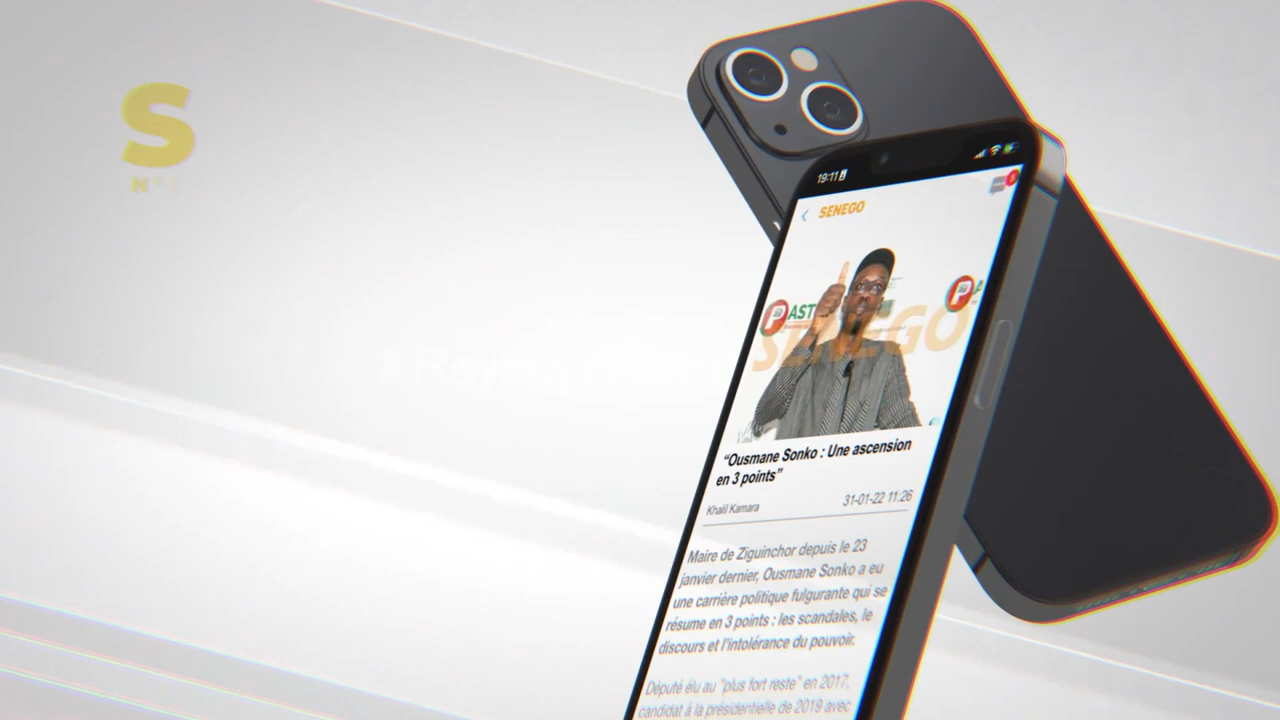 S
N°1
19:11
SENEGO
PAST
SENEGO
“Ousmane Sonko : Une ascension
en 3 points”
Khalil Kamara
31-01-22 11:26
Maire de Ziguinchor depuis le 23
janvier dernier, Ousmane Sonko a eu
une carrière politique fulgurante qui se
résume en 3 points : les scandales, le
discours et l'intolérance du pouvoir.
Député élu au "plus fort reste" en 2017,
candidat à la présidentielle de 2019 avec